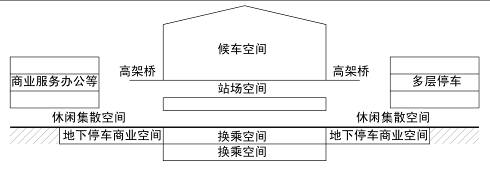 候车空间
高架桥
高架桥
商业服务办公等
站场空间
多层停车
休闲集散空间
休闲集散空间
地下停车商业空间
换乘空间
地下停车商业空间
换乘空间